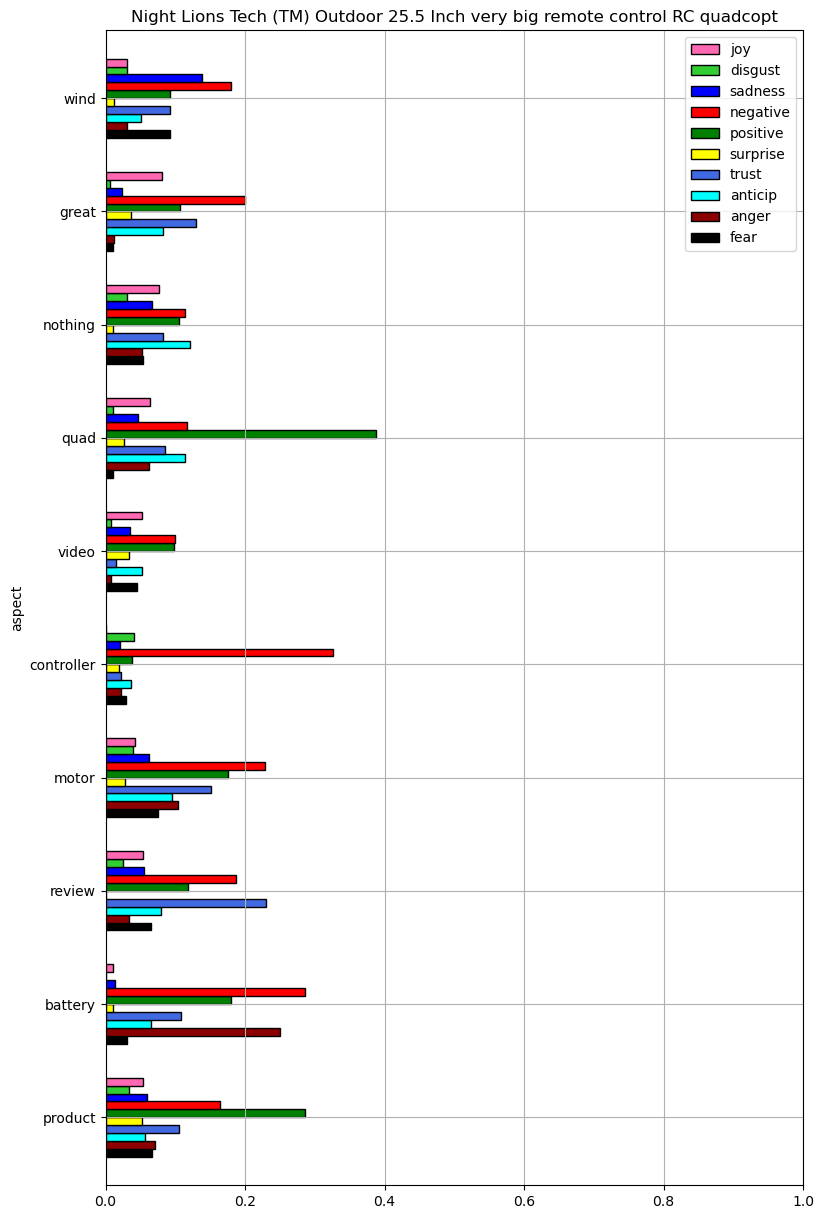 Night Lions Tech (TM) Outdoor 25.5 Inch very big remote control RC quadcopt
joy
disgust
sadness
negative
positive
surprise
trust
anticip
anger
fear
aspect
wind
great
nothing
quad
video
controller
motor
review
battery
product
0.0 0.2 0.4 0.6 0.8 1.0